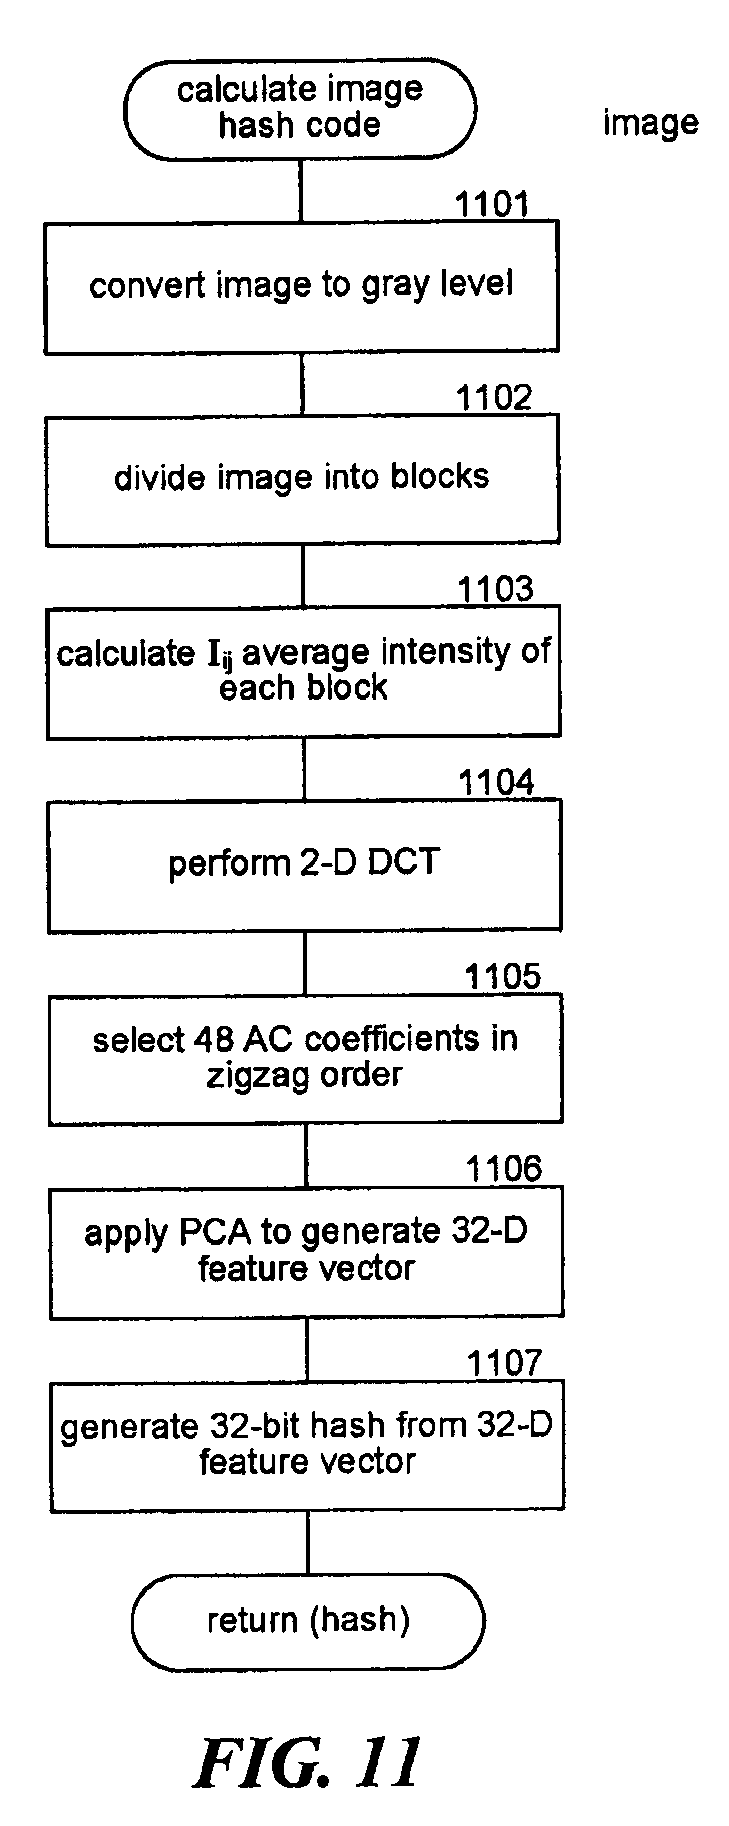 calculate image
hash code
image
1101
convert image to gray level
1102
divide image into blocks
1103
calculate Iij average intensity of
each block
1104
perform 2-D DCT
1105
select 48 AC coefficients in
zigzag order
1106
apply PCA to generate 32-D
feature vector
1107
generate 32-bit hash from 32-D
feature vector
return (hash)
FIG. 11